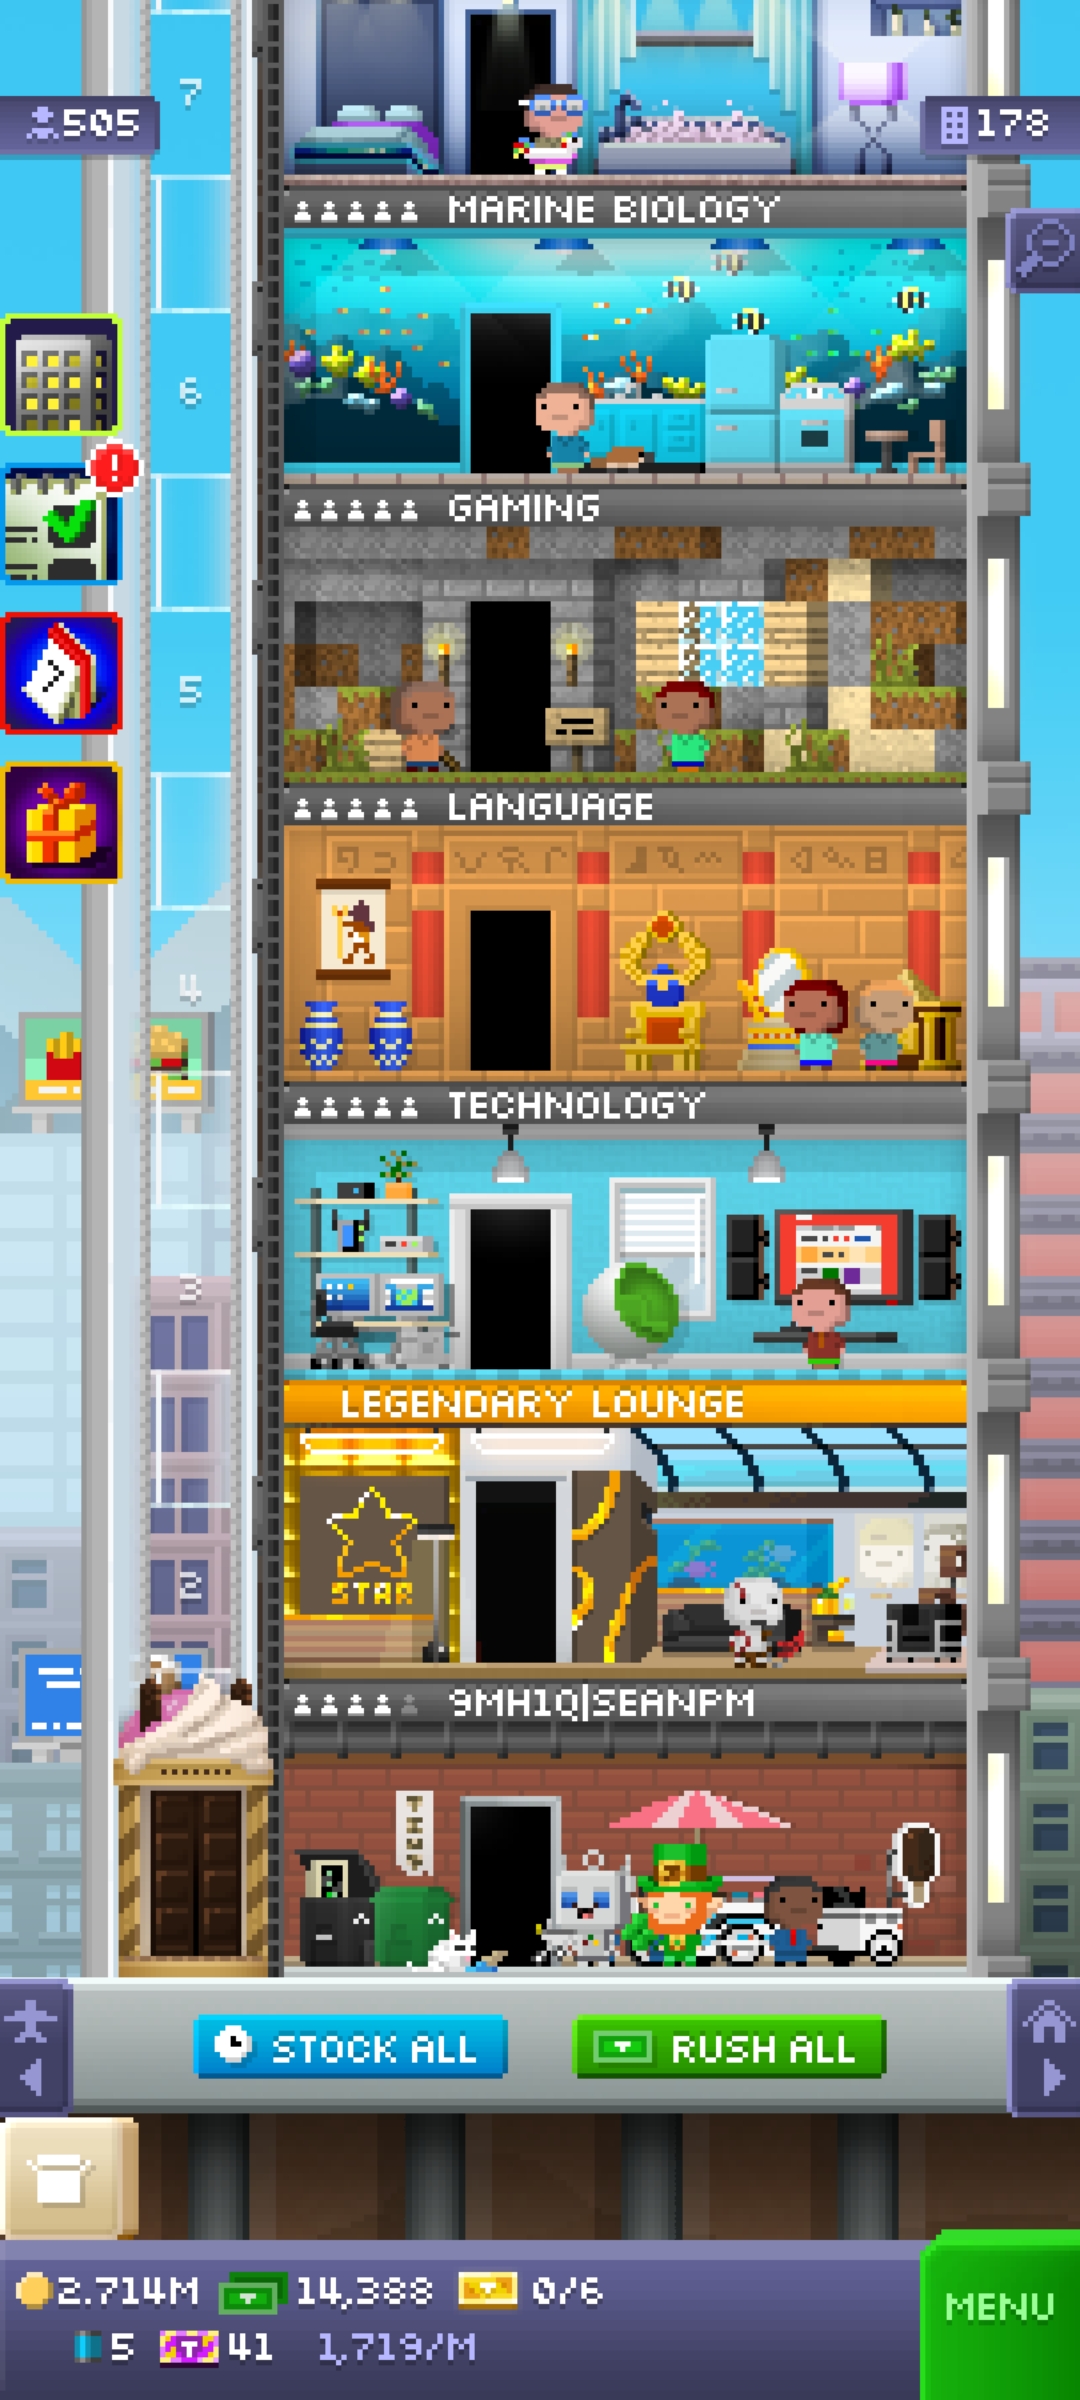 7
505
178
MARINE BIOLOGY
6
GAMING
5
LANGUAGE
4
TECHNOLOGY
3
LEGENDARY LOUNGE
STAR
2
9MH1Q|SEANPM
TINY
STOCK ALL
RUSH ALL
2.714M 14,388 0/6
5 41 1,719/M
MENU